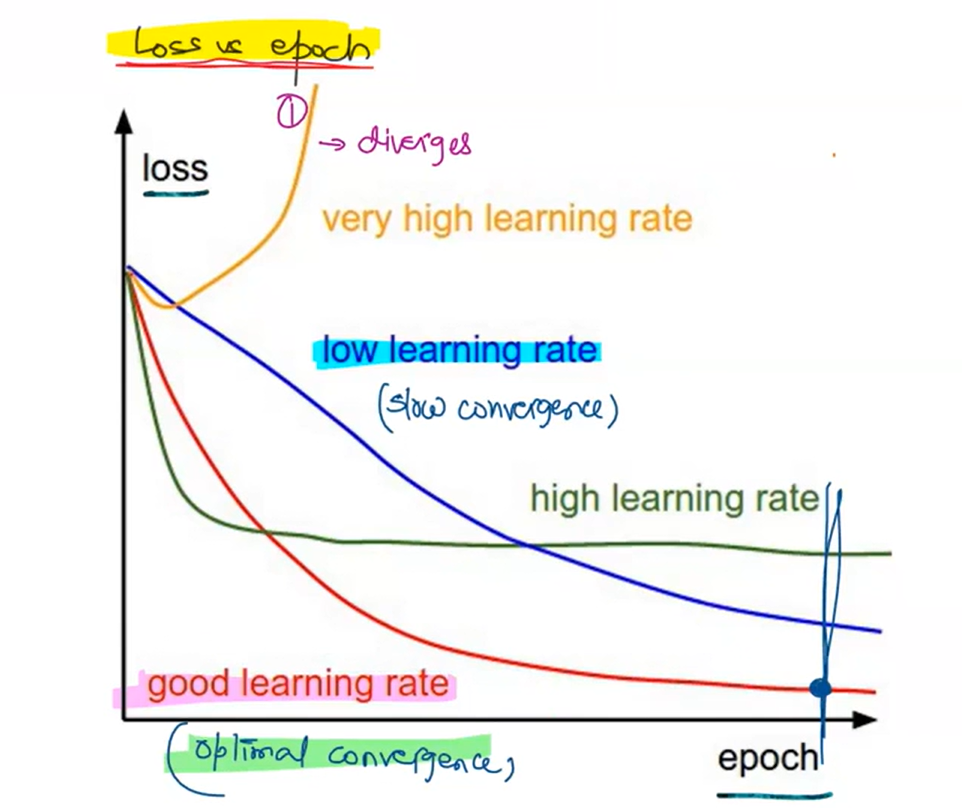 Loss vs epoch
①
→ diverges
loss
very high learning rate
low learning rate
(slow convergence)
high learning rate
good learning rate
(optimal convergence,
epoch